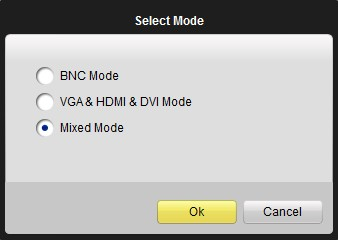 Select Mode
BNC Mode
VGA & HDMI & DVI Mode
Mixed Mode
Ok Cancel